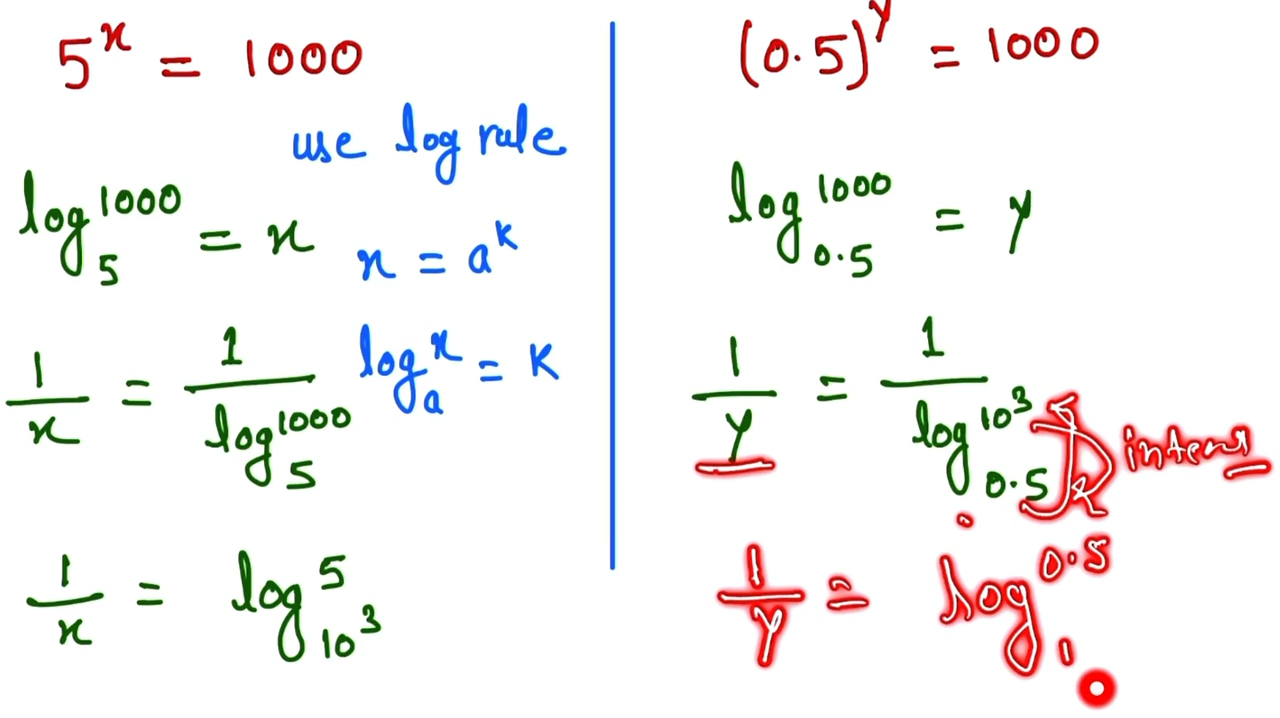 5^x = 1000
use log rule
log_5^1000 = x
x = a^k
log_a^x = k
1/x = 1/log_5^1000
1/x = log_10^3^5
(0.5)^y = 1000
log_0.5^1000 = y
1/y = 1/log_0.5^10^3
1/y = log_1^0.5